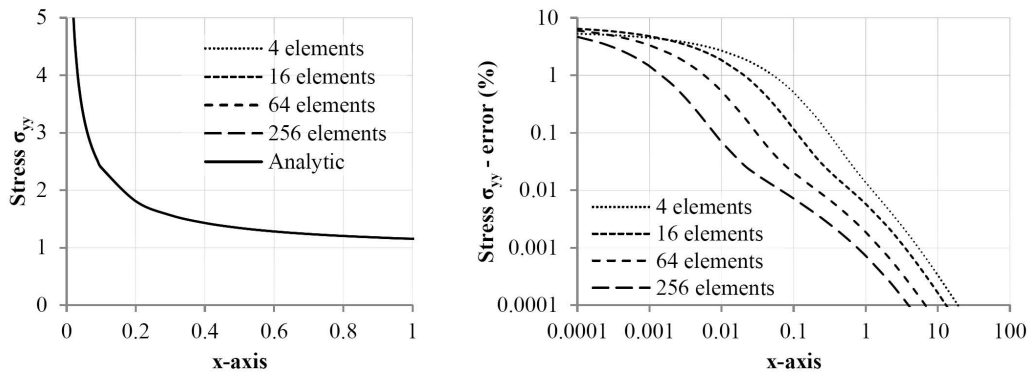 Stress σyy
5
4
3
2
1
0
4 elements
16 elements
64 elements
256 elements
Analytic
0 0.2 0.4 0.6 0.8 1
x-axis
Stress σyy - error (%)
10
1
0.1
0.01
0.001
0.0001
4 elements
16 elements
64 elements
256 elements
0.0001 0.001 0.01 0.1 1 10 100
x-axis